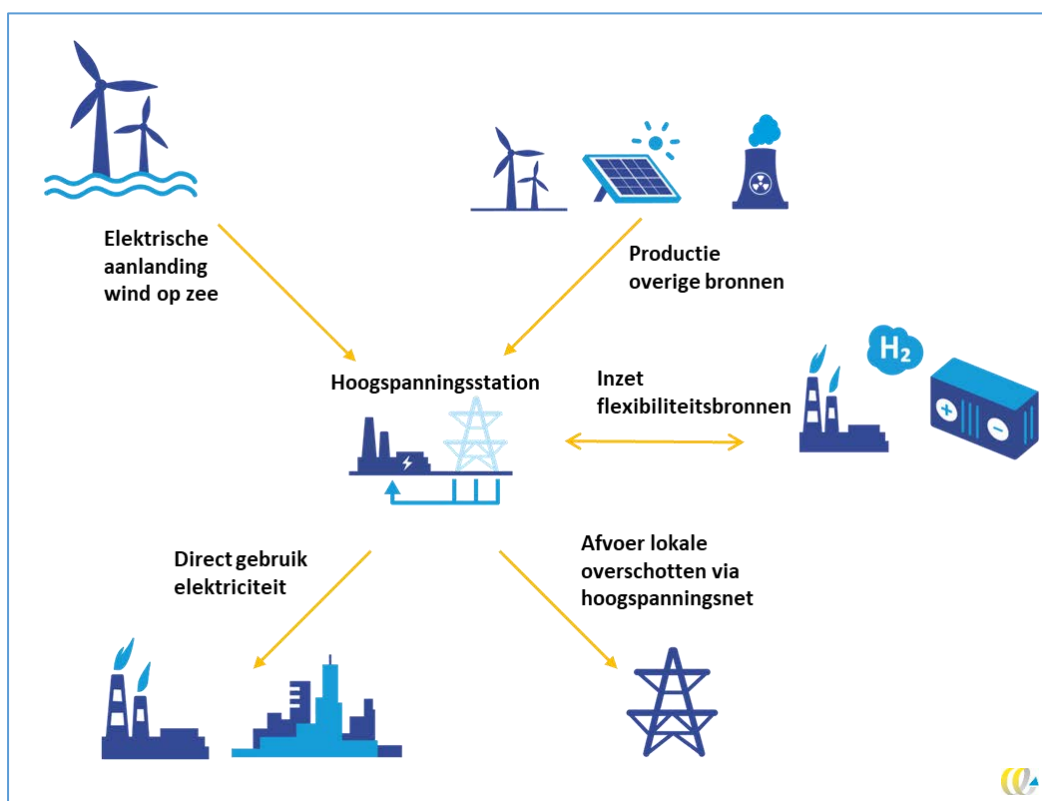 Elektrische
aanlanding
wind op zee
Productie
overige bronnen
Hoogspanningsstation
Inzet
flexibiliteitsbronnen
H₂
+
−
Direct gebruik
elektriciteit
Afvoer lokale
overschotten via
hoogspanningsnet